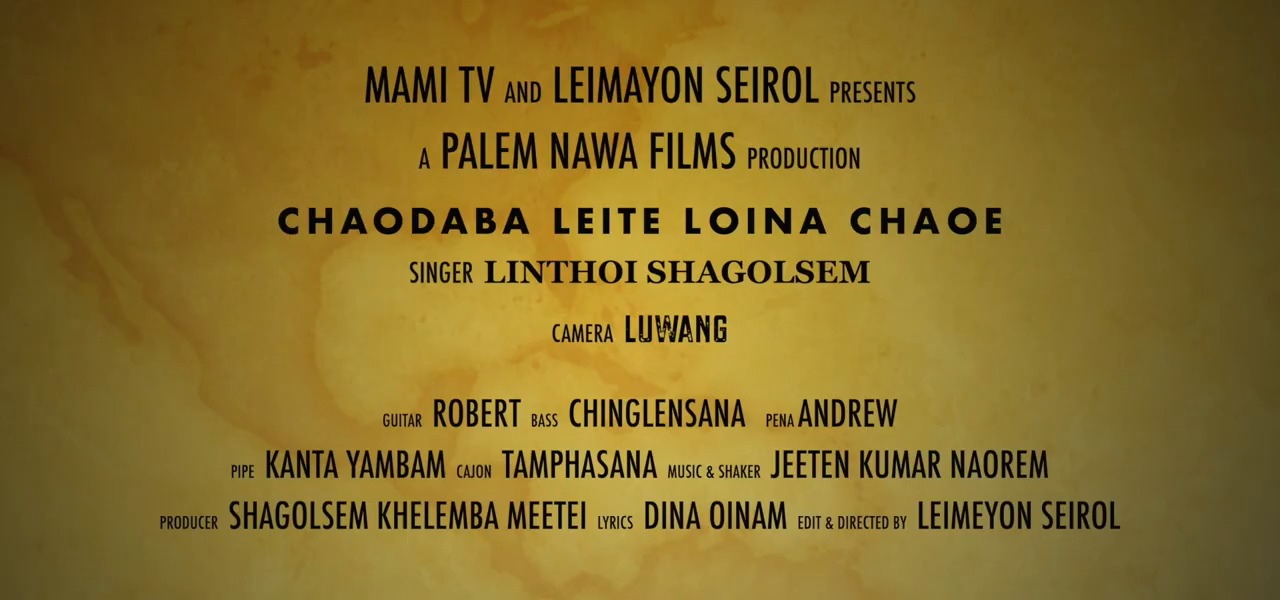 MAMI TV AND LEIMAYON SEIROL PRESENTS
A PALEM NAWA FILMS PRODUCTION
CHAODABA LEITE LOINA CHAOE
SINGER LINTHOI SHAGOLSEM
CAMERA LUWANG
GUITAR ROBERT BASS CHINGLENSANA PENA ANDREW
PIPE KANTA YAMBAM CAJON TAMPHASANA MUSIC & SHAKER JEETEN KUMAR NAOREM
PRODUCER SHAGOLSEM KHELEMBA MEETEI LYRICS DINA OINAM EDIT & DIRECTED BY LEIMEYON SEIROL